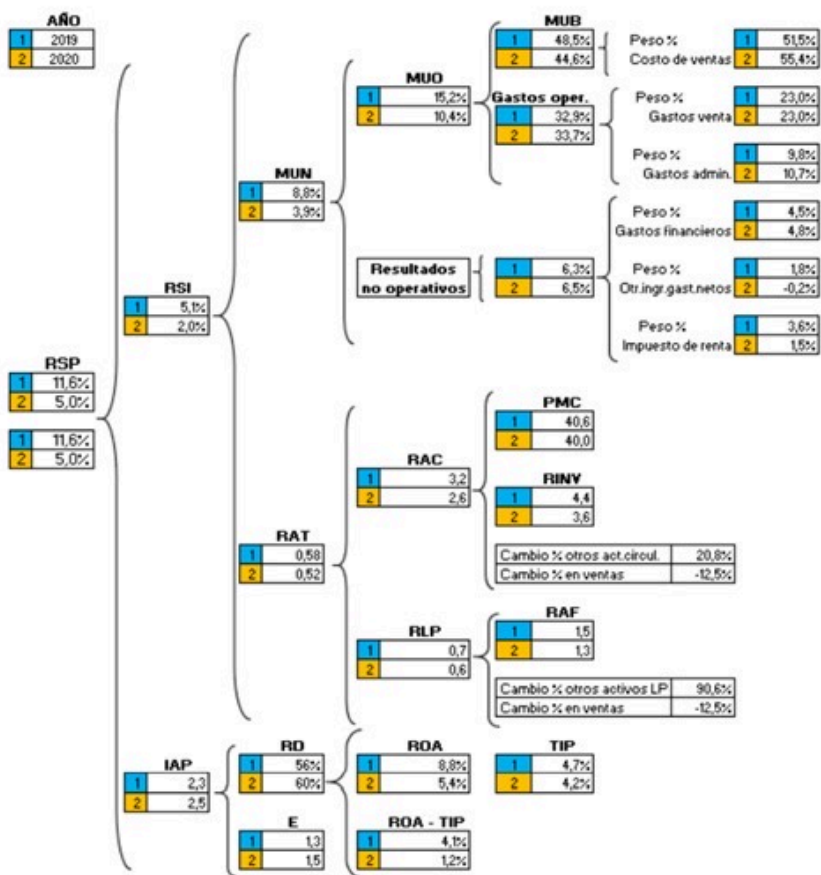 AÑO
1 2019
2 2020
MUB
1 48,5%
2 44,6%
Peso %
Costo de ventas
1 51,5%
2 55,4%
MUO
1 15,2%
2 10,4%
Gastos oper.
1 32,9%
2 33,7%
Peso %
Gastos venta
1 23,0%
2 23,0%
Peso %
Gastos admin.
1 9,8%
2 10,7%
MUN
1 8,8%
2 3,9%
Resultados
no operativos
1 6,3%
2 6,5%
Peso %
Gastos financieros
1 4,5%
2 4,8%
Peso %
Otr.ingr.gast.netos
1 1,8%
2 -0,2%
Peso %
Impuesto de renta
1 3,6%
2 1,5%
RSI
1 5,1%
2 2,0%
RSP
1 11,6%
2 5,0%
1 11,6%
2 5,0%
RAT
1 0,58
2 0,52
RAC
1 3,2
2 2,6
PMC
1 40,6
2 40,0
RINV
1 4,4
2 3,6
Cambio % otros act.circul. 20,8%
Cambio % en ventas -12,5%
RLP
1 0,7
2 0,6
RAF
1 1,5
2 1,3
Cambio % otros activos LP 90,6%
Cambio % en ventas -12,5%
IAP
1 2,3
2 2,5
RD
1 56%
2 60%
ROA
1 8,8%
2 5,4%
TIP
1 4,7%
2 4,2%
E
1 1,3
2 1,5
ROA - TIP
1 4,1%
2 1,2%